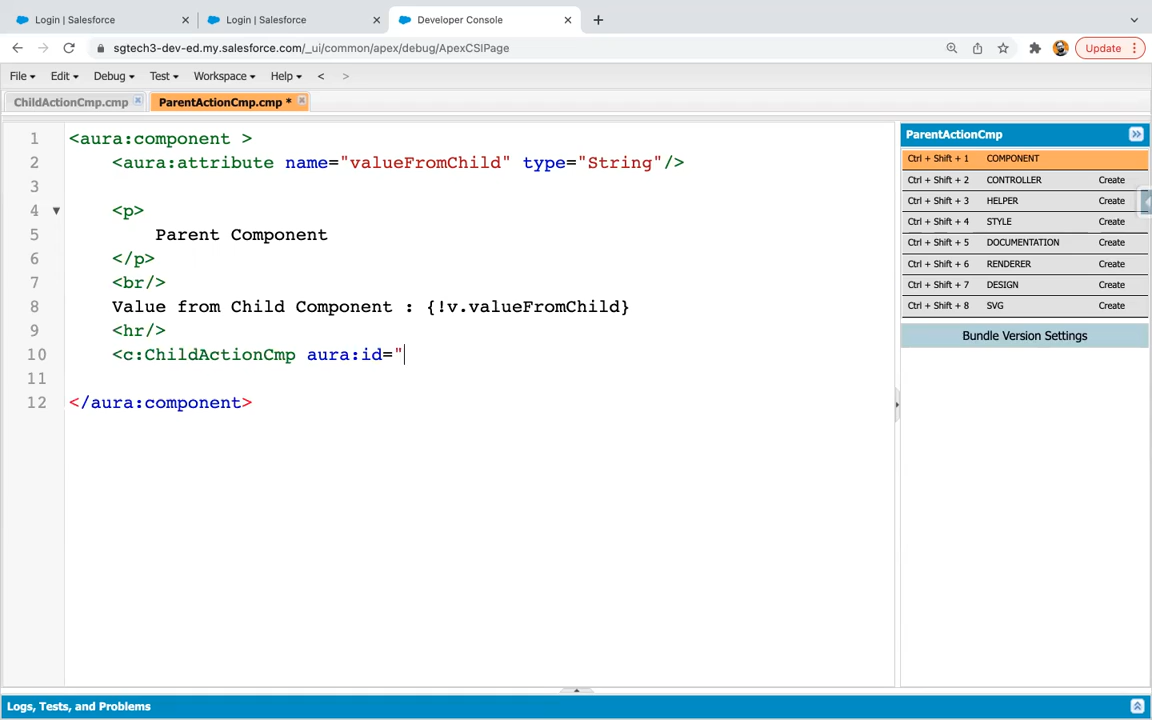 Login | Salesforce
Login | Salesforce
Developer Console
sgtech3-dev-ed.my.salesforce.com/_ui/common/apex/debug/ApexCSIPage
Update
File Edit Debug Test Workspace Help < >
ChildActionCmp.cmp
ParentActionCmp.cmp *
1 <aura:component >
2 <aura:attribute name="valueFromChild" type="String"/>
3
4 <p>
5 Parent Component
6 </p>
7 <br/>
8 Value from Child Component : {!v.valueFromChild}
9 <hr/>
10 <c:ChildActionCmp aura:id="
11
12 </aura:component>
ParentActionCmp
Ctrl + Shift + 1 COMPONENT
Ctrl + Shift + 2 CONTROLLER Create
Ctrl + Shift + 3 HELPER Create
Ctrl + Shift + 4 STYLE Create
Ctrl + Shift + 5 DOCUMENTATION Create
Ctrl + Shift + 6 RENDERER Create
Ctrl + Shift + 7 DESIGN Create
Ctrl + Shift + 8 SVG Create
Bundle Version Settings
Logs, Tests, and Problems